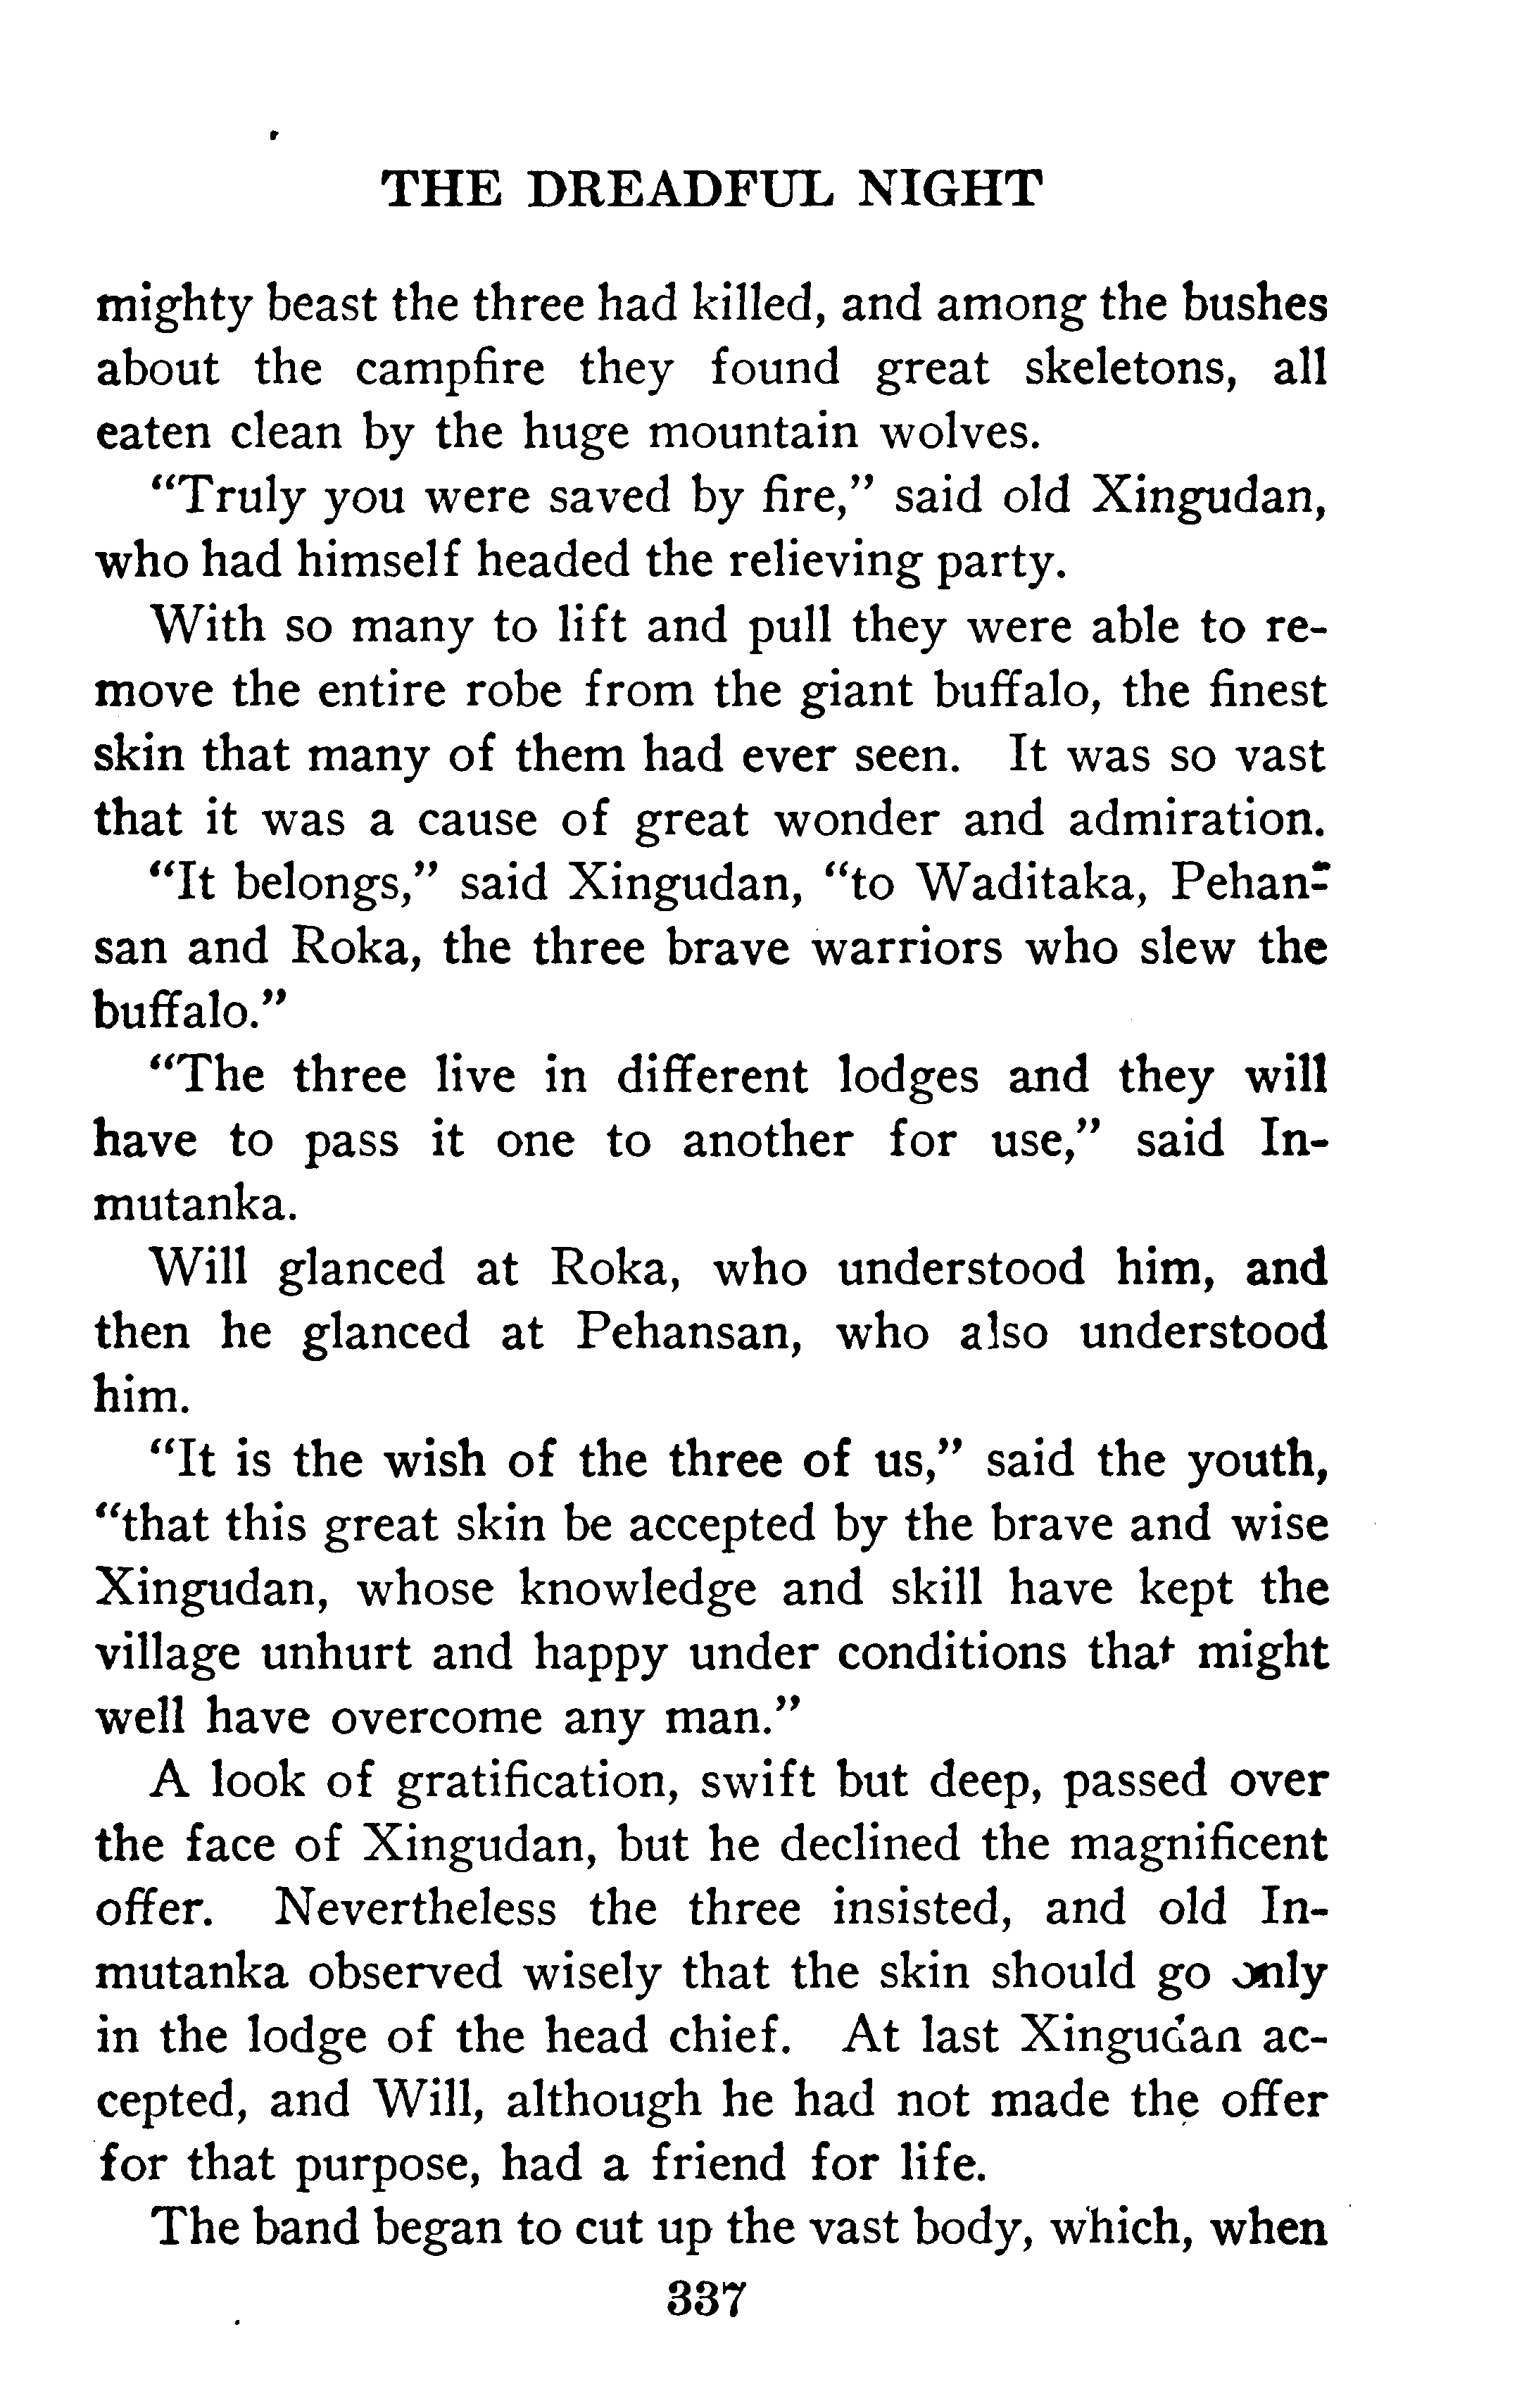 THE DREADFUL NIGHT
mighty beast the three had killed, and among the bushes
about the campfire they found great skeletons, all
eaten clean by the huge mountain wolves.
"Truly you were saved by fire," said old Xingudan,
who had himself headed the relieving party.
With so many to lift and pull they were able to re-
move the entire robe from the giant buffalo, the finest
skin that many of them had ever seen. It was so vast
that it was a cause of great wonder and admiration.
"It belongs," said Xingudan, "to Waditaka, Pehan-
san and Roka, the three brave warriors who slew the
buffalo."
"The three live in different lodges and they will
have to pass it one to another for use," said In-
mutanka.
Will glanced at Roka, who understood him, and
then he glanced at Pehansan, who also understood
him.
"It is the wish of the three of us," said the youth,
"that this great skin be accepted by the brave and wise
Xingudan, whose knowledge and skill have kept the
village unhurt and happy under conditions that might
well have overcome any man."
A look of gratification, swift but deep, passed over
the face of Xingudan, but he declined the magnificent
offer. Nevertheless the three insisted, and old In-
mutanka observed wisely that the skin should go only
in the lodge of the head chief. At last Xingudan ac-
cepted, and Will, although he had not made the offer
for that purpose, had a friend for life.
The band began to cut up the vast body, which, when
337